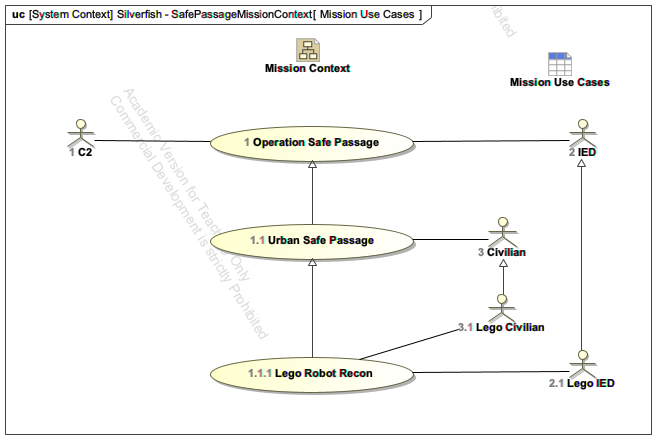 uc [System Context] Silverfish - SafePassageMissionContext[ Mission Use Cases ]
Prohibited
Mission Context
Mission Use Cases
Academic Version for Teaching Only
Commercial Development is strictly Prohibited
1 C2
1 Operation Safe Passage
2 IED
1.1 Urban Safe Passage
3 Civilian
3.1 Lego Civilian
1.1.1 Lego Robot Recon
2.1 Lego IED